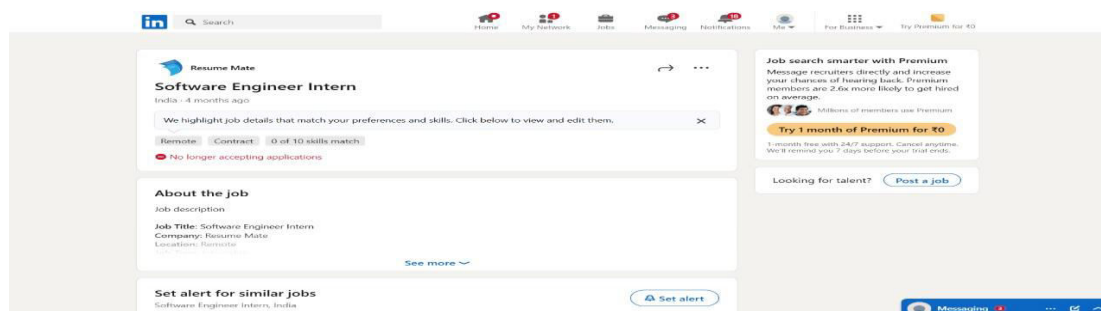 in
Search
Home
My Network
Jobs
Messaging
Notifications
Me
For Business
Try Premium for ₹0
Resume Mate
Software Engineer Intern
India · 4 months ago
We highlight job details that match your preferences and skills. Click below to view and edit them.
Remote Contract 0 of 10 skills match
No longer accepting applications
About the job
Job description
Job Title: Software Engineer Intern
Company: Resume Mate
Location: Remote
See more
Set alert for similar jobs
Software Engineer Intern, India
Set alert
Job search smarter with Premium
Message recruiters directly and increase
your chances of hearing back. Premium
members are 2.6x more likely to get hired
on average.
Millions of members use Premium
Try 1 month of Premium for ₹0
1-month free with 24/7 support. Cancel anytime.
We'll remind you 7 days before your trial ends.
Looking for talent? Post a job
Messaging